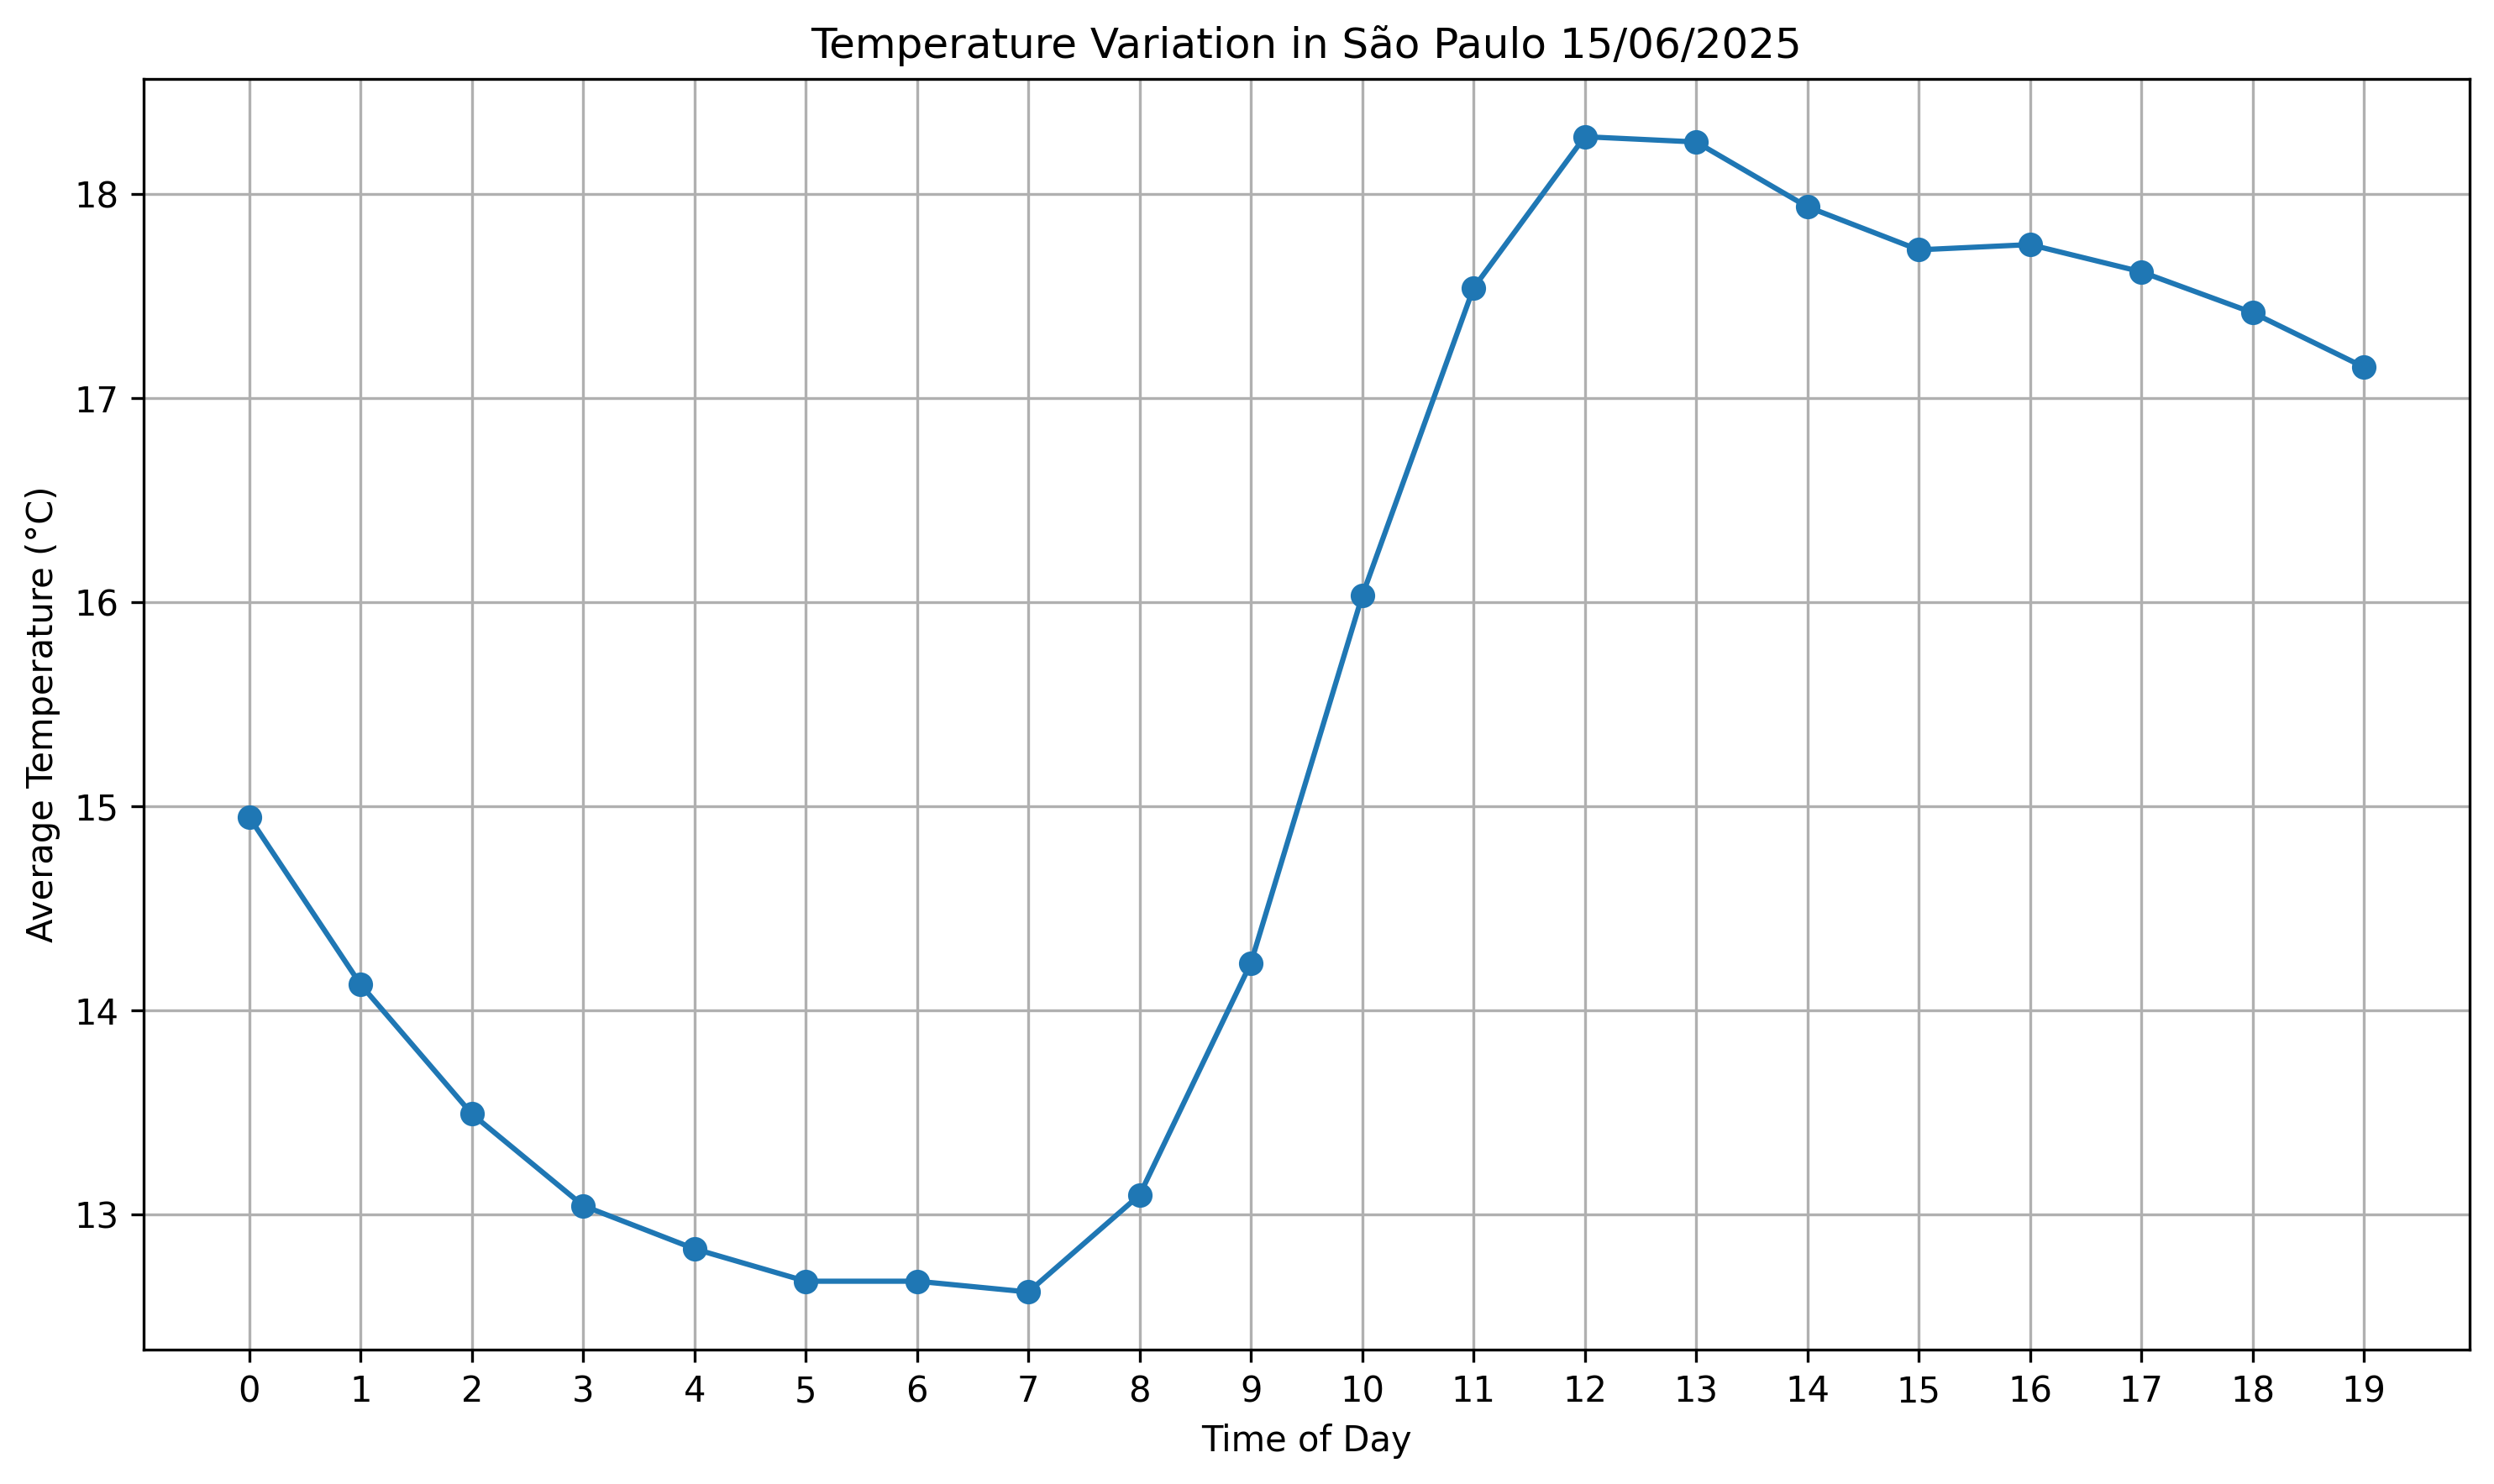 Temperature Variation in São Paulo 15/06/2025
Average Temperature (°C)
18
17
16
15
14
13
0 1 2 3 4 5 6 7 8 9 10 11 12 13 14 15 16 17 18 19
Time of Day